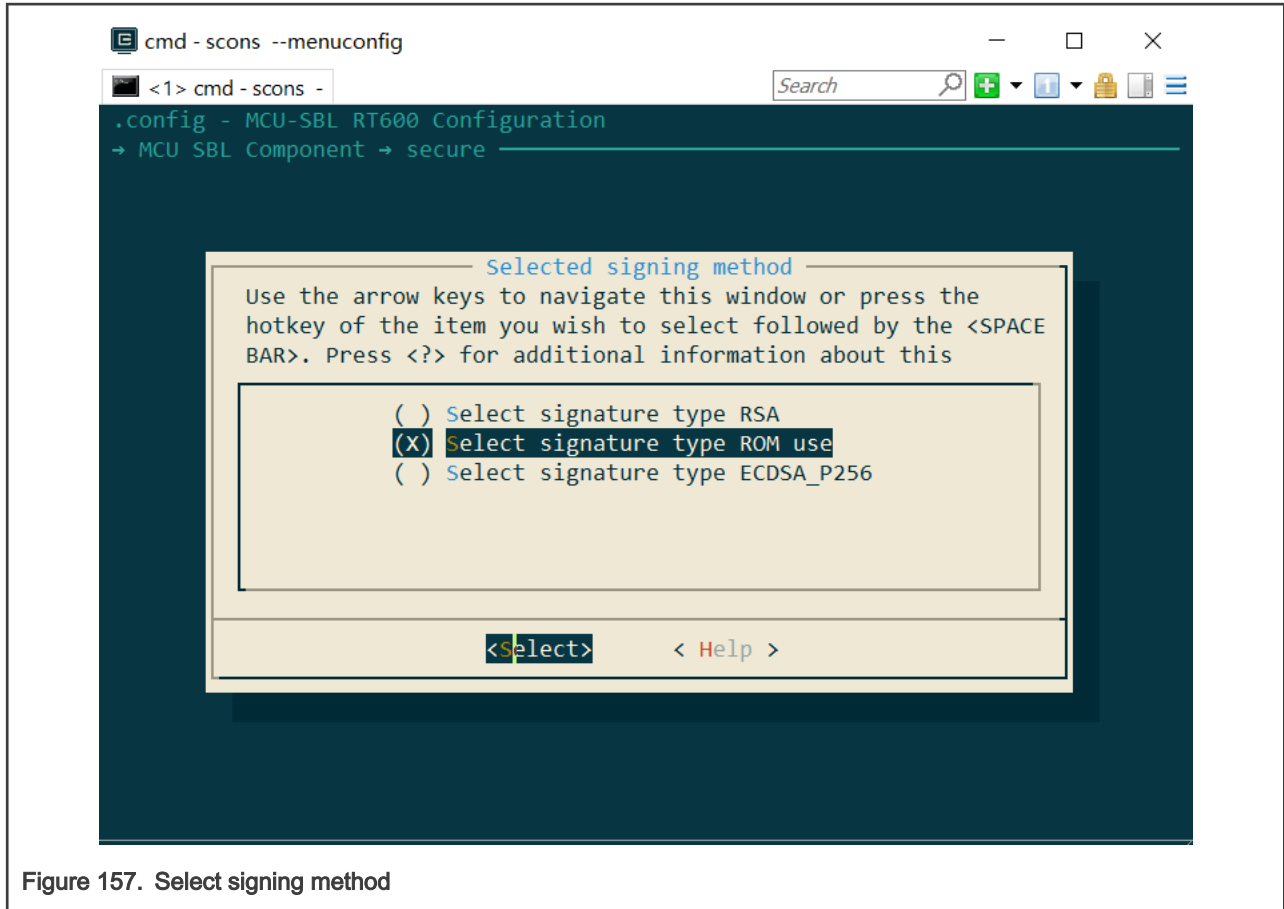 cmd - scons --menuconfig
<1> cmd - scons -
Search
.config - MCU-SBL RT600 Configuration
→ MCU SBL Component → secure
Selected signing method
Use the arrow keys to navigate this window or press the
hotkey of the item you wish to select followed by the <SPACE
BAR>. Press <?> for additional information about this
( ) Select signature type RSA
(X) Select signature type ROM use
( ) Select signature type ECDSA_P256
<Select> < Help >
Figure 157. Select signing method